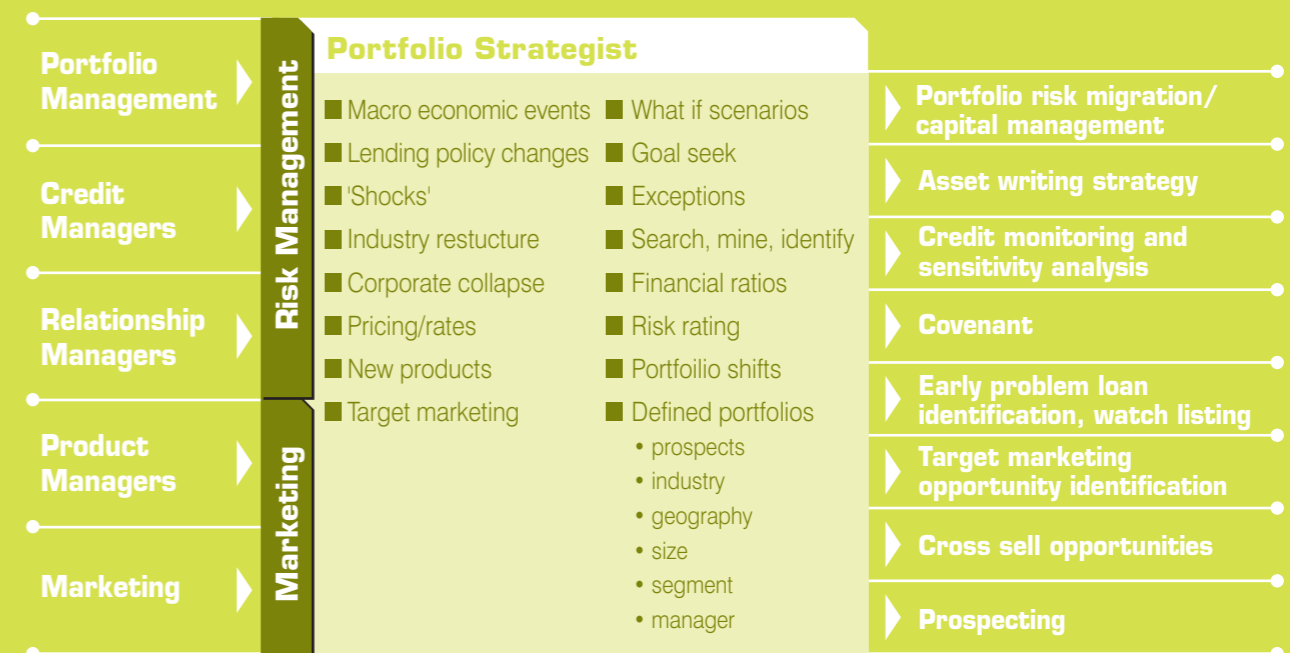 Portfolio
Management
Credit
Managers
Relationship
Managers
Product
Managers
Marketing
Risk Management
Marketing
Portfolio Strategist
■ Macro economic events
■ Lending policy changes
■ 'Shocks'
■ Industry restucture
■ Corporate collapse
■ Pricing/rates
■ New products
■ Target marketing
■ What if scenarios
■ Goal seek
■ Exceptions
■ Search, mine, identify
■ Financial ratios
■ Risk rating
■ Portfoilio shifts
■ Defined portfolios
• prospects
• industry
• geography
• size
• segment
• manager
Portfolio risk migration/
capital management
Asset writing strategy
Credit monitoring and
sensitivity analysis
Covenant
Early problem loan
identification, watch listing
Target marketing
opportunity identification
Cross sell opportunities
Prospecting